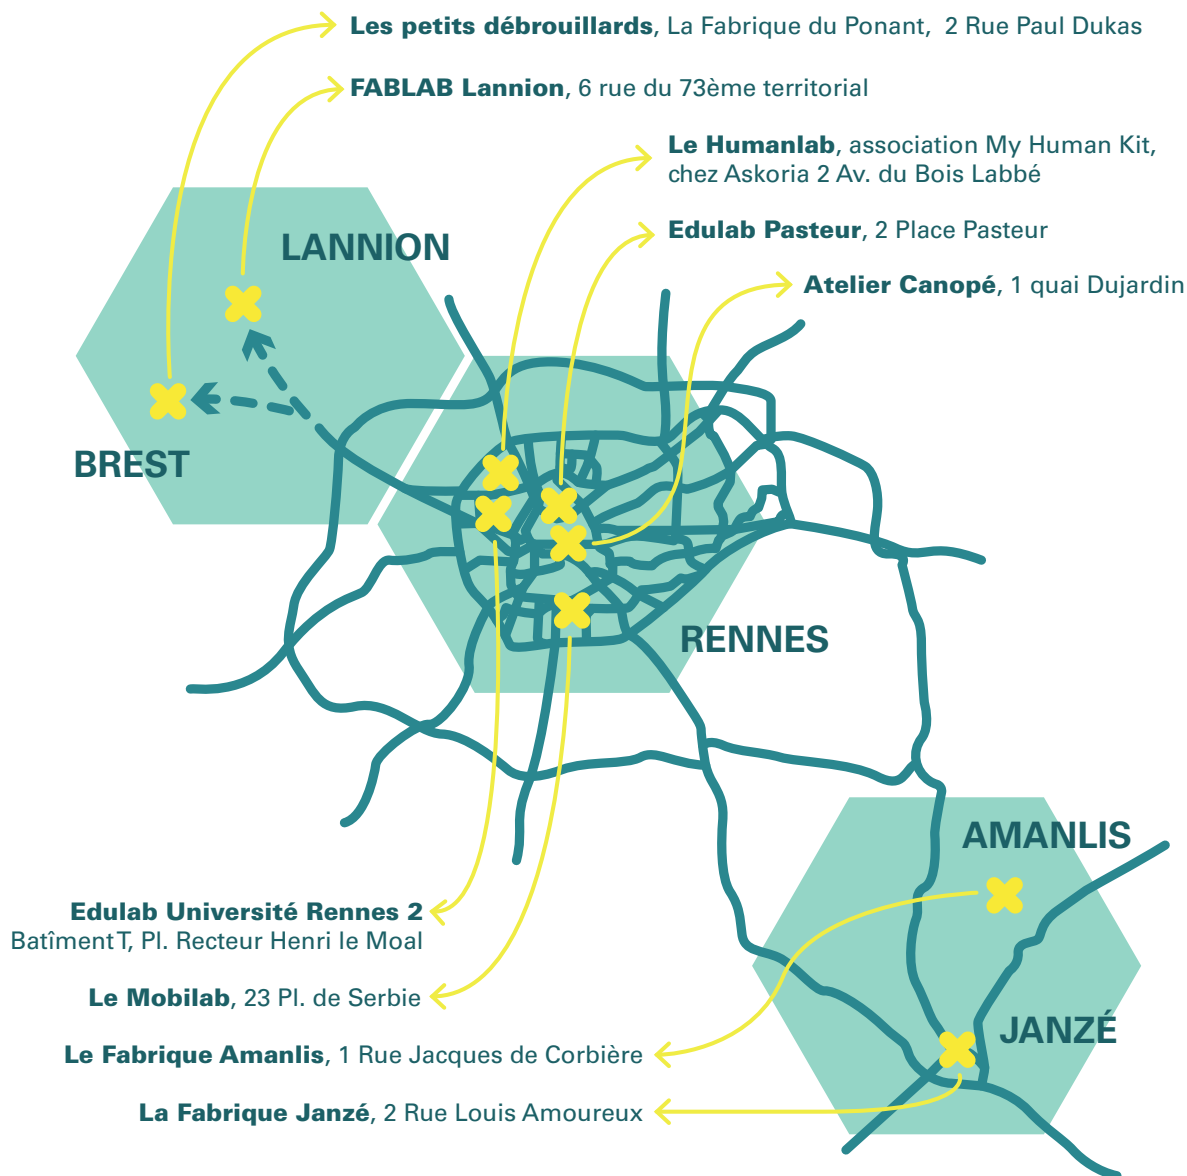 Les petits débrouillards, La Fabrique du Ponant, 2 Rue Paul Dukas
FABLAB Lannion, 6 rue du 73ème territorial
Le Humanlab, association My Human Kit,
chez Askoria 2 Av. du Bois Labbé
Edulab Pasteur, 2 Place Pasteur
Atelier Canopé, 1 quai Dujardin
LANNION
BREST
RENNES
AMANLIS
JANZÉ
Edulab Université Rennes 2
Batîment T, Pl. Recteur Henri le Moal
Le Mobilab, 23 Pl. de Serbie
Le Fabrique Amanlis, 1 Rue Jacques de Corbière
La Fabrique Janzé, 2 Rue Louis Amoureux